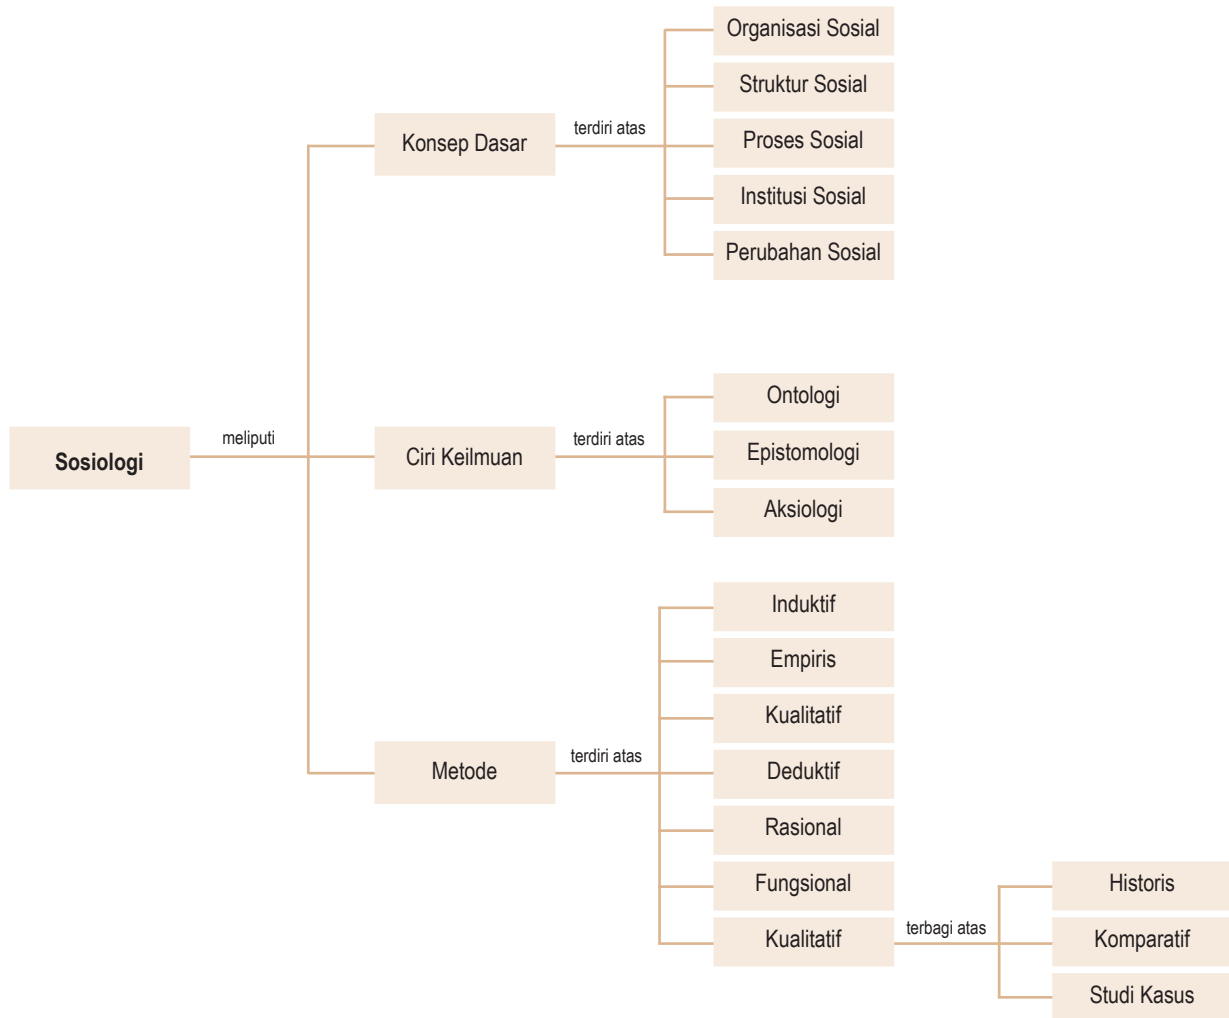 Sosiologi
meliputi
Konsep Dasar
terdiri atas
Organisasi Sosial
Struktur Sosial
Proses Sosial
Institusi Sosial
Perubahan Sosial
Ciri Keilmuan
terdiri atas
Ontologi
Epistomologi
Aksiologi
Metode
terdiri atas
Induktif
Empiris
Kualitatif
Deduktif
Rasional
Fungsional
Kualitatif
terbagi atas
Historis
Komparatif
Studi Kasus